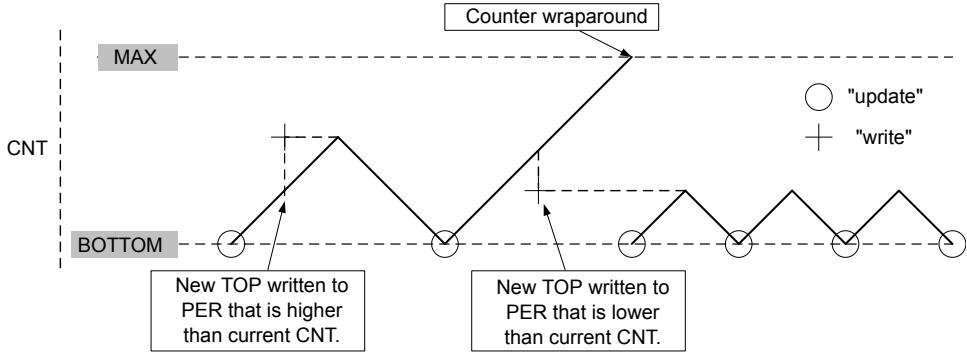 Counter wraparound
MAX
"update"
"write"
CNT
BOTTOM
New TOP written to
PER that is higher
than current CNT.
New TOP written to
PER that is lower
than current CNT.